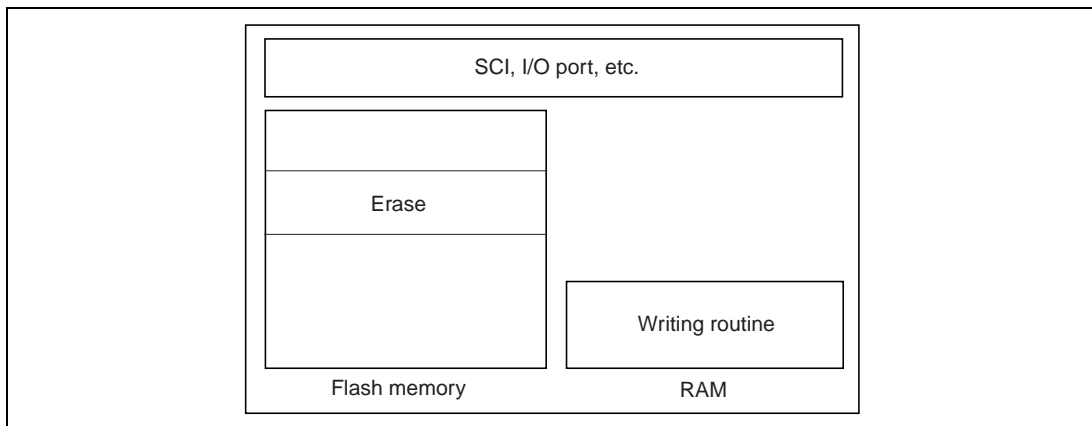 SCI, I/O port, etc.
Erase
Writing routine
Flash memory
RAM